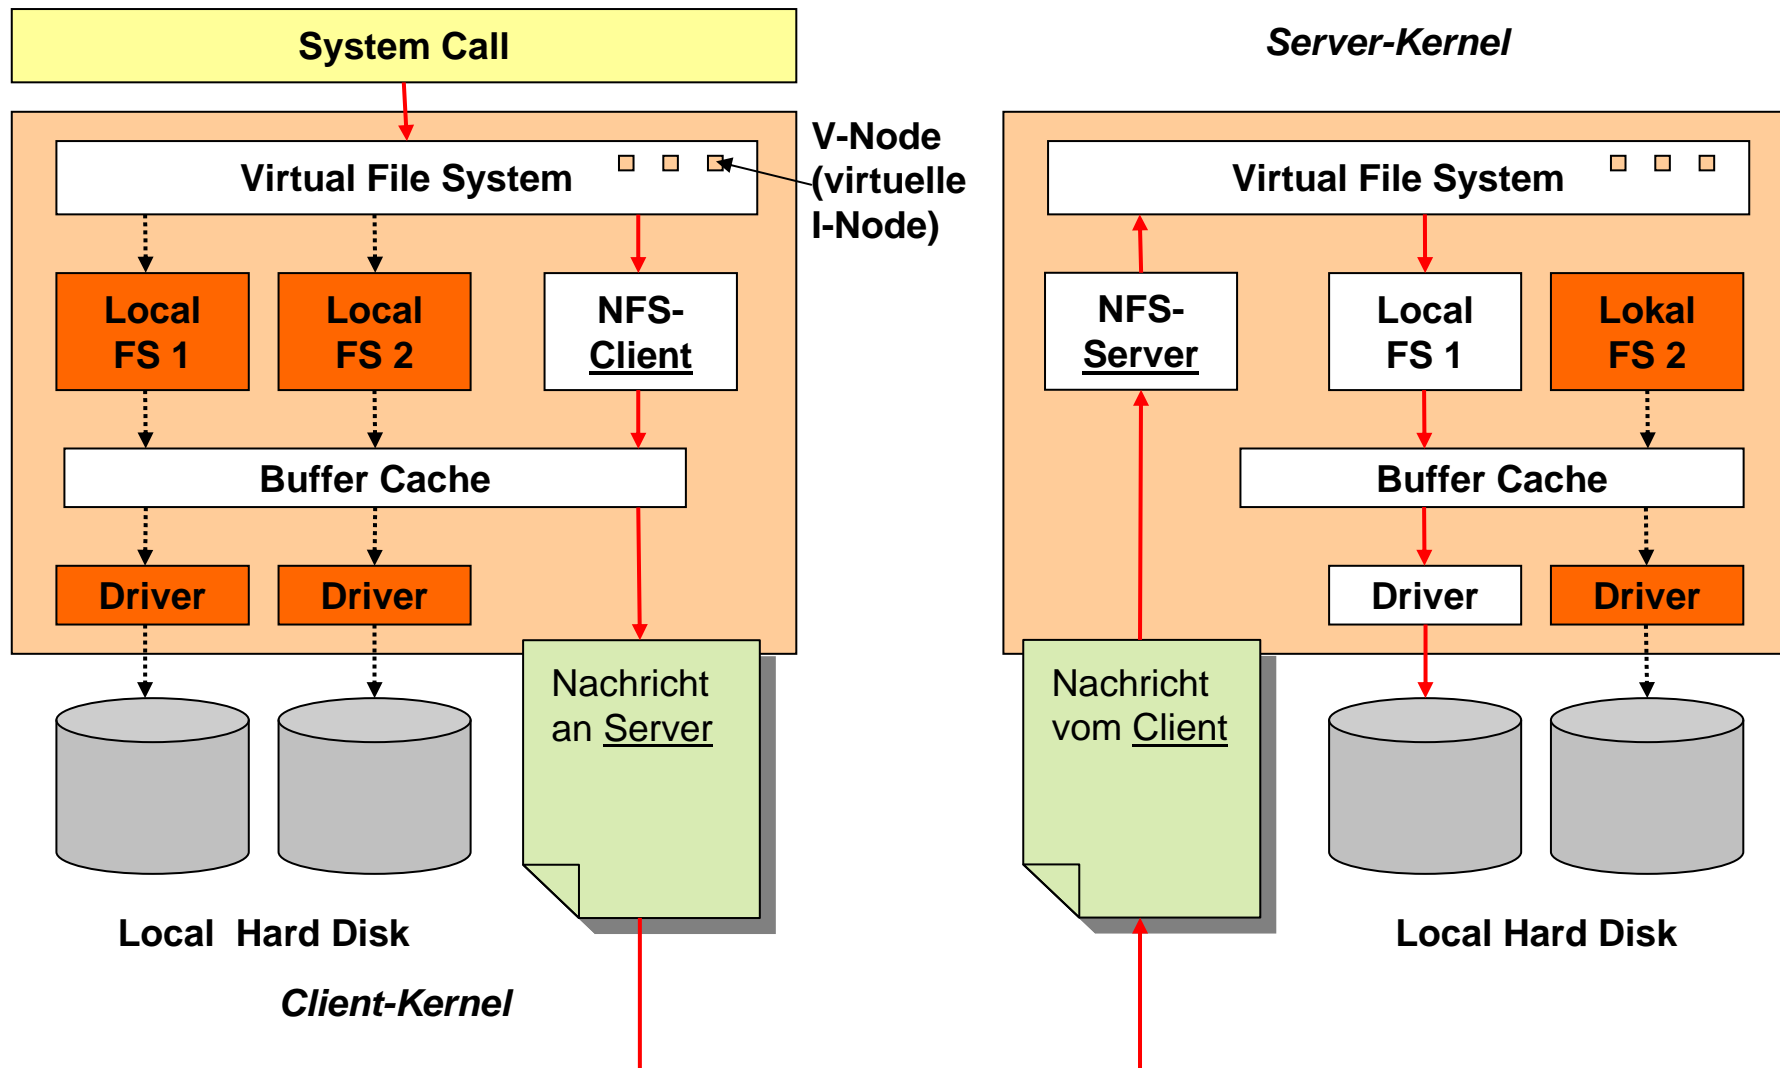 System Call
Server-Kernel
V-Node
(virtuelle
I-Node)
Virtual File System
Local
FS 1
Local
FS 2
NFS-
Client
Buffer Cache
Driver
Driver
Nachricht
an Server
Local  Hard Disk
Client-Kernel
Virtual File System
NFS-
Server
Local
FS 1
Lokal
FS 2
Buffer Cache
Driver
Driver
Nachricht
vom Client
Local Hard Disk